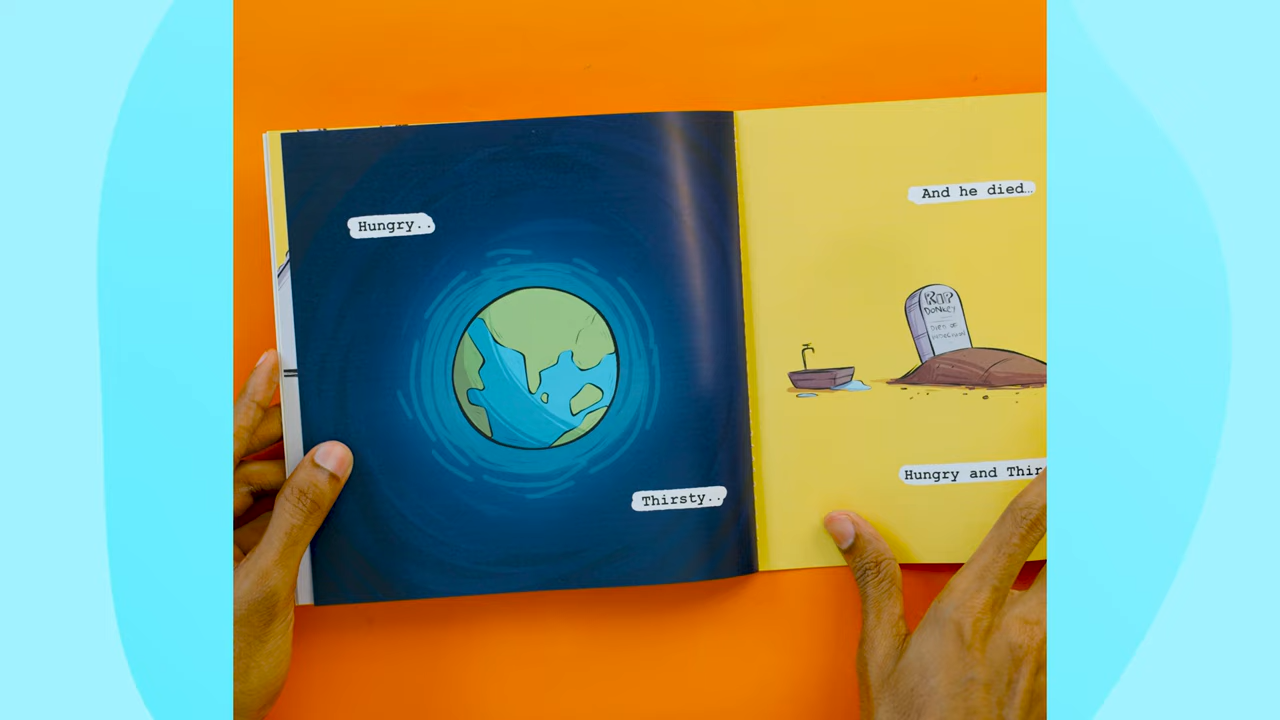 Hungry..
Thirsty..
And he died…
RIP
DONKEY
Hungry and Thir